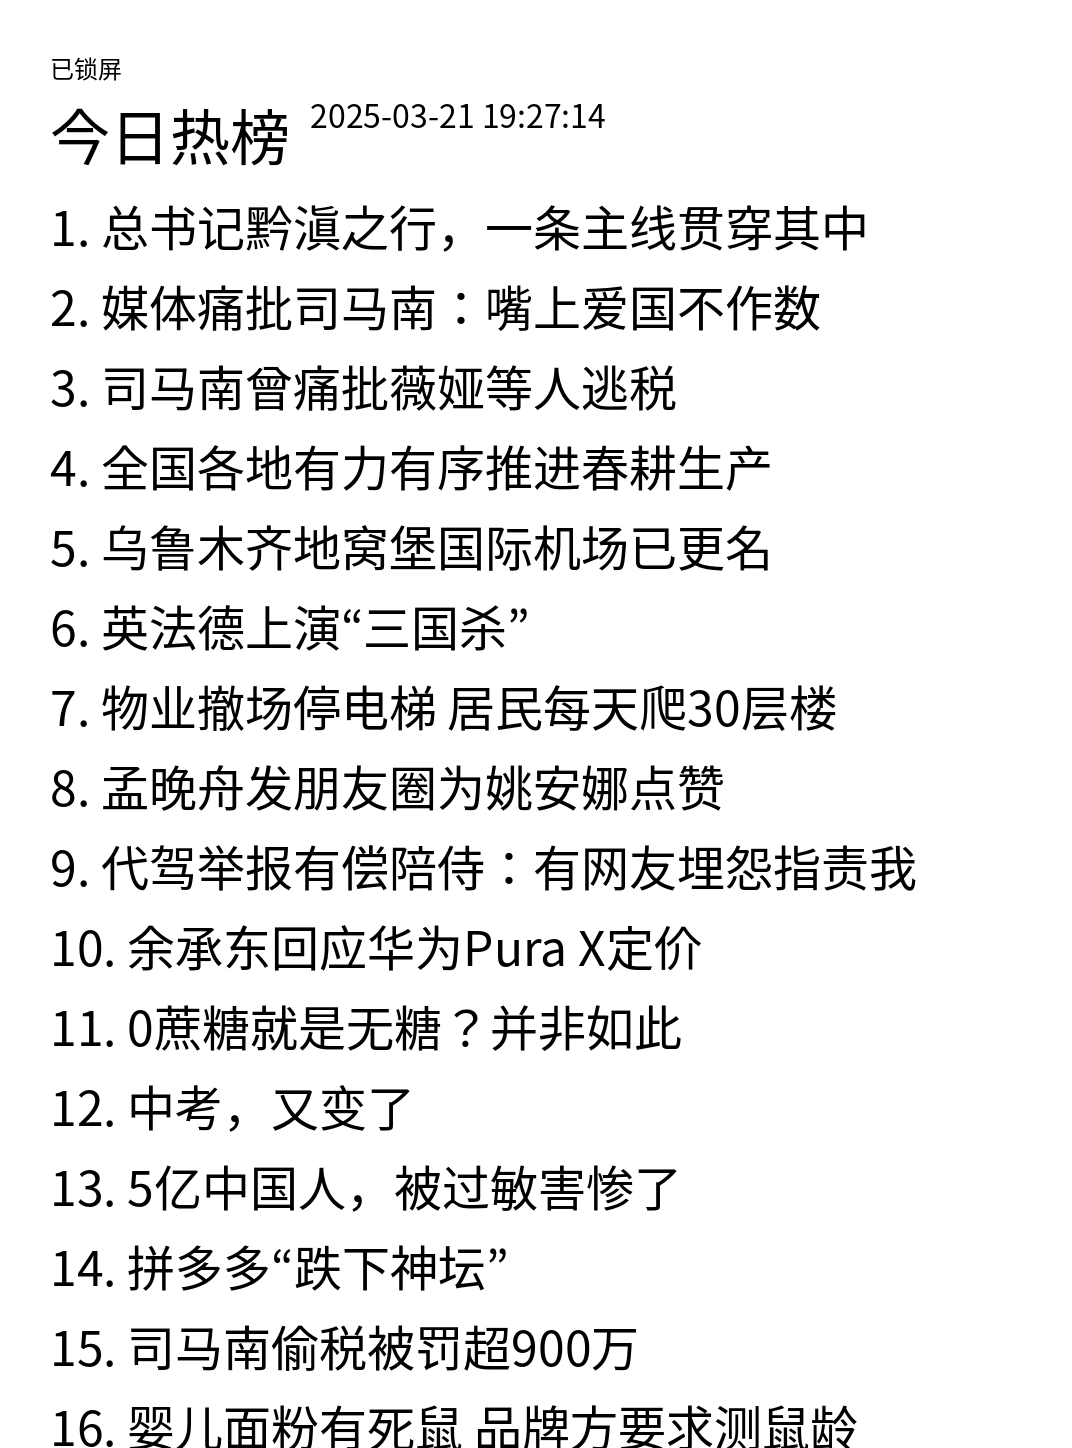 已锁屏
今日热榜 2025-03-21 19:27:14
1. 总书记黔滇之行，一条主线贯穿其中
2. 媒体痛批司马南：嘴上爱国不作数
3. 司马南曾痛批薇娅等人逃税
4. 全国各地有力有序推进春耕生产
5. 乌鲁木齐地窝堡国际机场已更名
6. 英法德上演“三国杀”
7. 物业撤场停电梯 居民每天爬30层楼
8. 孟晚舟发朋友圈为姚安娜点赞
9. 代驾举报有偿陪侍：有网友埋怨指责我
10. 余承东回应华为Pura X定价
11. 0蔗糖就是无糖？并非如此
12. 中考，又变了
13. 5亿中国人，被过敏害惨了
14. 拼多多“跌下神坛”
15. 司马南偷税被罚超900万
16. 婴儿面粉有死鼠 品牌方要求测鼠龄